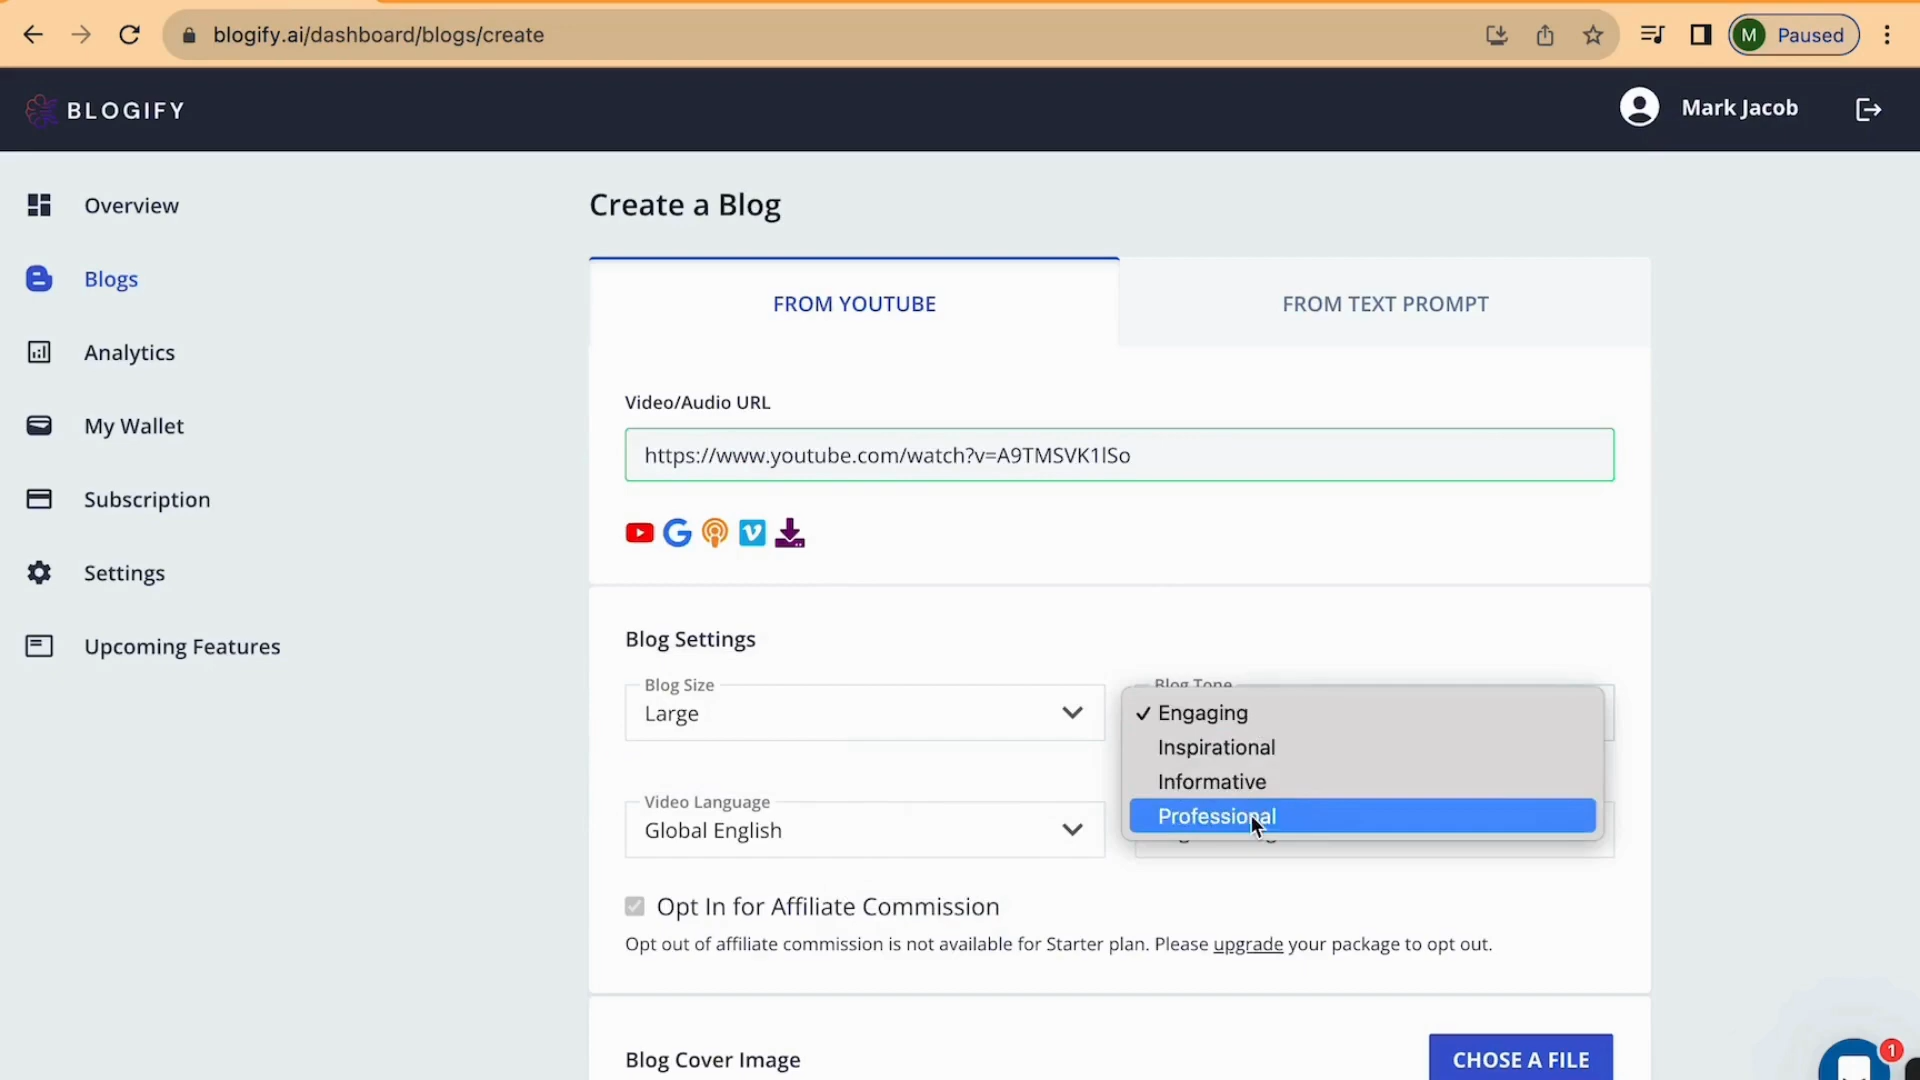 blogify.ai/dashboard/blogs/create
M Paused
BLOGIFY
Mark Jacob
Overview
Blogs
Analytics
My Wallet
Subscription
Settings
Upcoming Features
Create a Blog
FROM YOUTUBE
FROM TEXT PROMPT
Video/Audio URL
https://www.youtube.com/watch?v=A9TMSVK1lSo
Blog Settings
Blog Size
Large
Blog Tone
✓ Engaging
Inspirational
Informative
Professional
Video Language
Global English
Opt In for Affiliate Commission
Opt out of affiliate commission is not available for Starter plan. Please upgrade your package to opt out.
Blog Cover Image
CHOSE A FILE
1